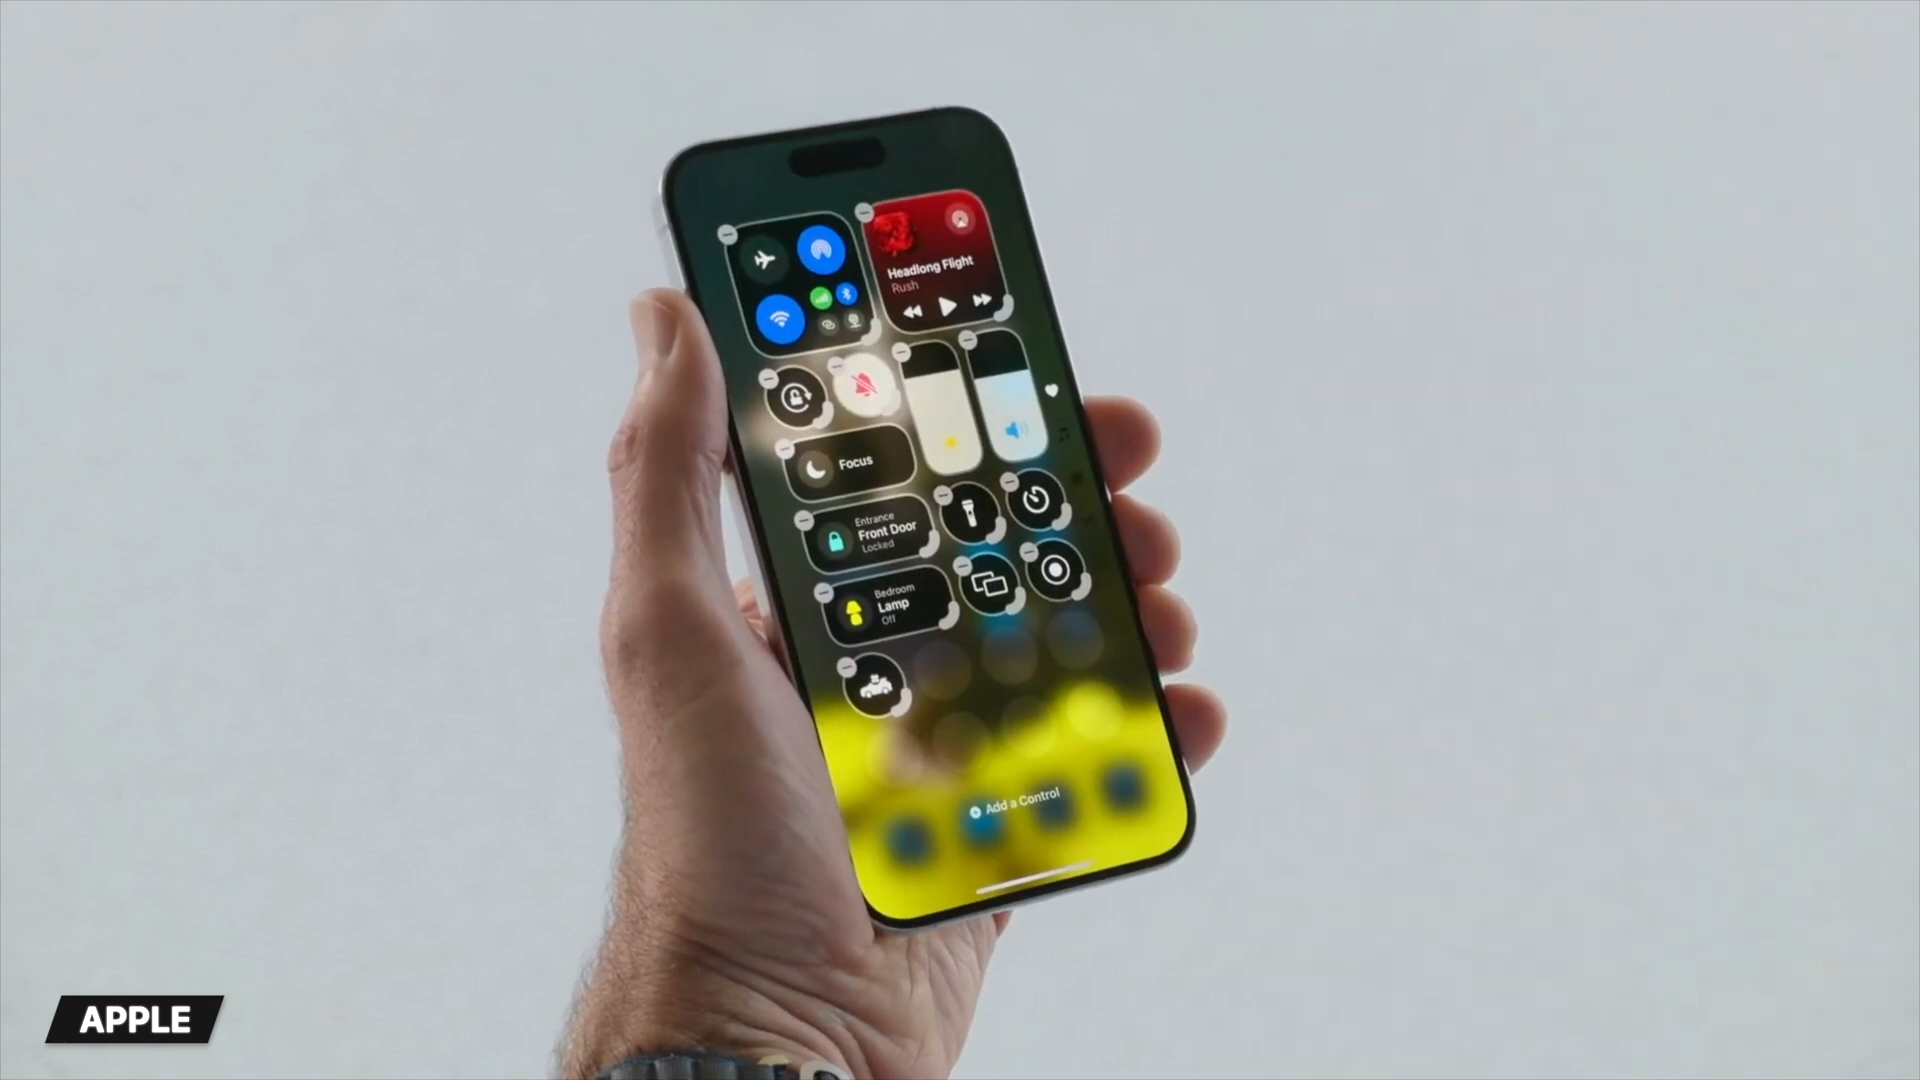 Headlong Flight
Rush
Focus
Entrance
Front Door
Locked
Bedroom
Lamp
Off
Add a Control
APPLE